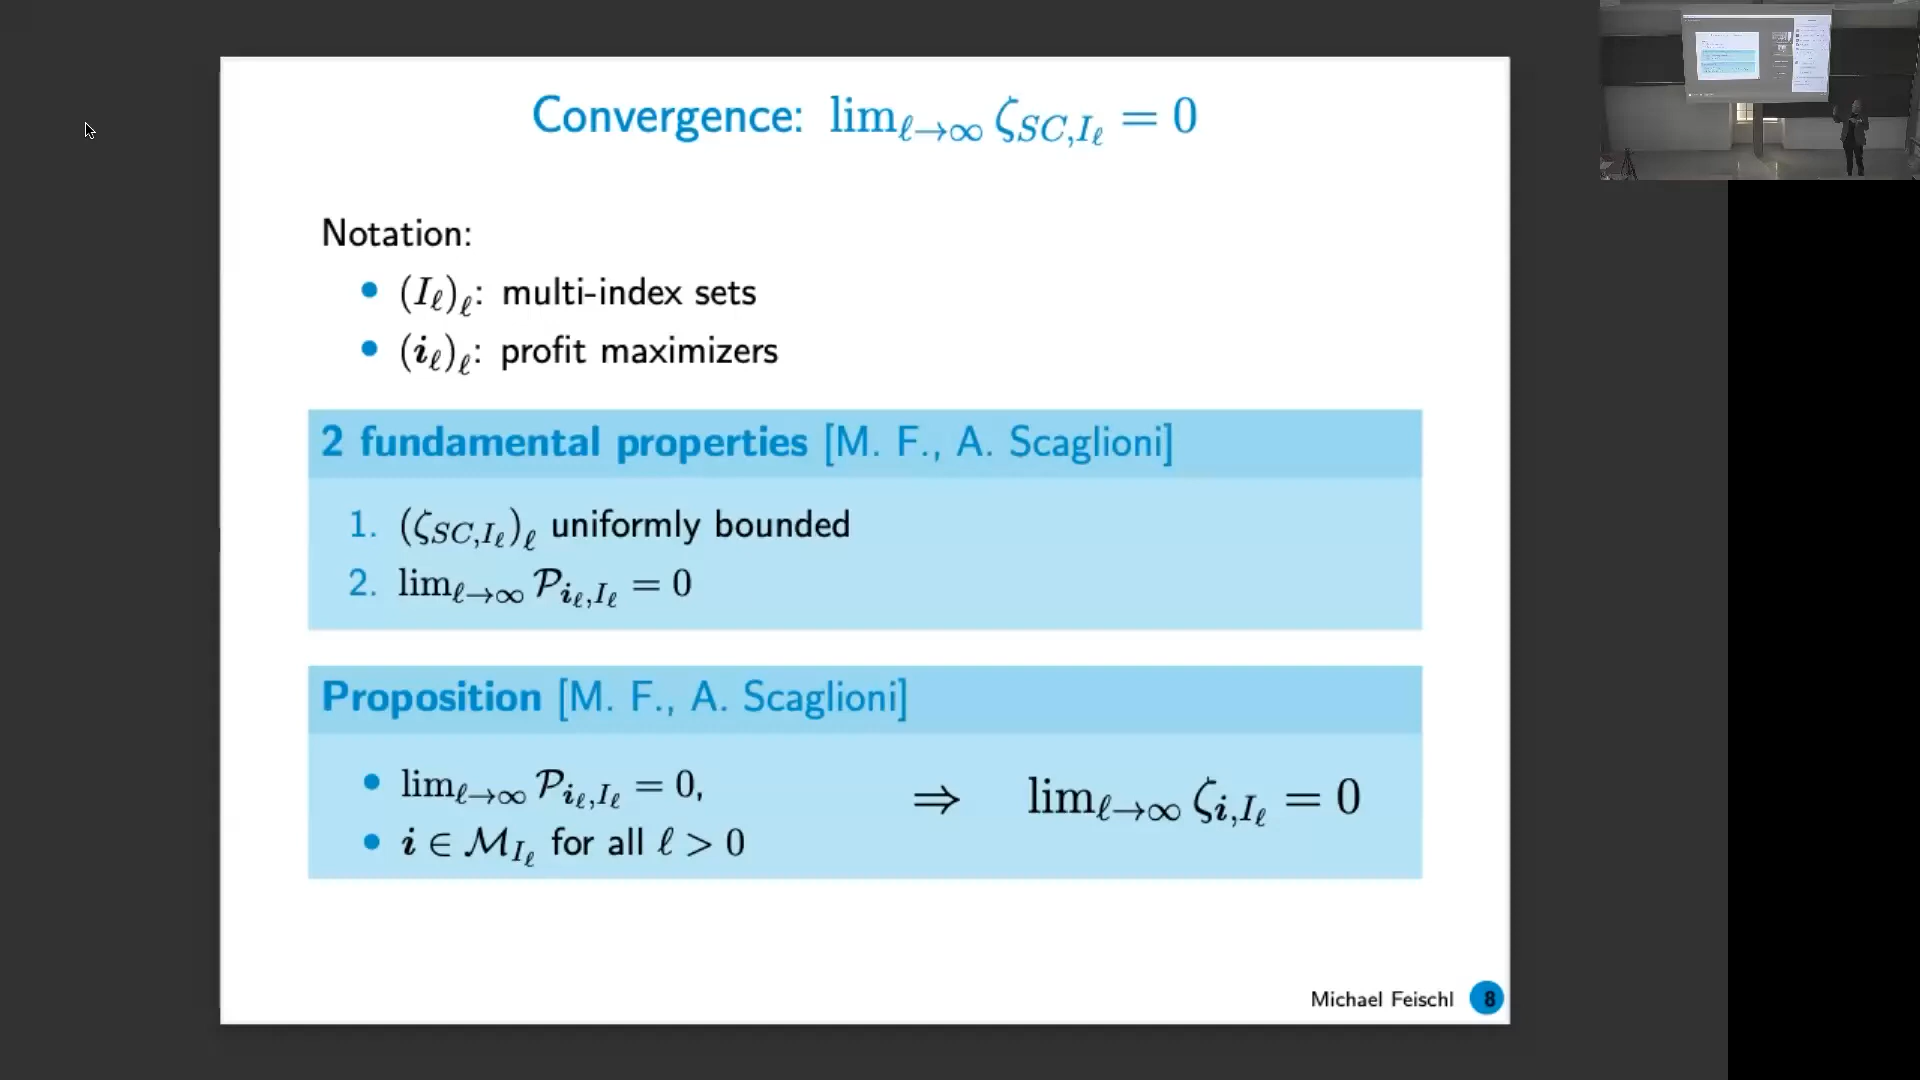 Convergence: lim_{ℓ→∞} ζ_{SC,I_ℓ} = 0
Notation:
• (I_ℓ)_ℓ: multi-index sets
• (𝒊_ℓ)_ℓ: profit maximizers
2 fundamental properties [M. F., A. Scaglioni]
1. (ζ_{SC,I_ℓ})_ℓ uniformly bounded
2. lim_{ℓ→∞} 𝒫_{𝒊_ℓ,I_ℓ} = 0
Proposition [M. F., A. Scaglioni]
• lim_{ℓ→∞} 𝒫_{𝒊_ℓ,I_ℓ} = 0,
• 𝒊 ∈ ℳ_{I_ℓ} for all ℓ > 0
⇒ lim_{ℓ→∞} ζ_{𝒊,I_ℓ} = 0
Michael Feischl 8